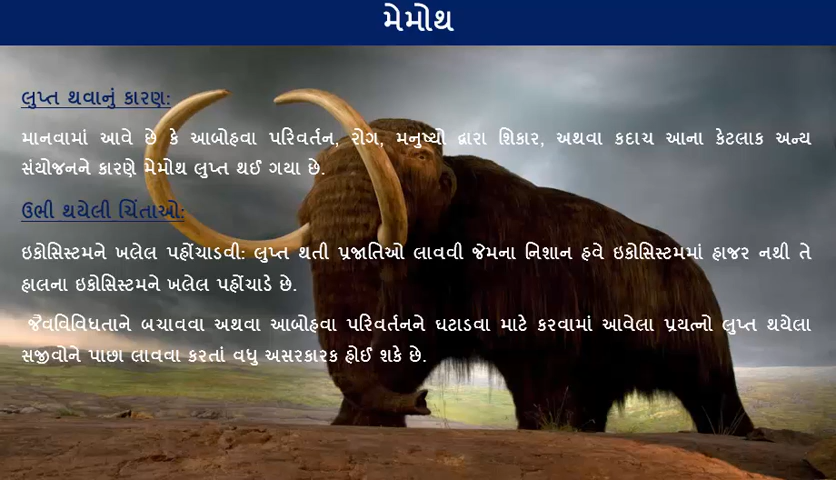 મેમોથ
લુપ્ત થવાનું કારણ:
માનવામાં આવે છે કે આબોહવા પરિવર્તન, રોગ, મનુષ્યો દ્વારા શિકાર, અથવા કદાચ આના કેટલાક અન્ય
સંયોજનને કારણે મેમોથ લુપ્ત થઈ ગયા છે.
ઉભી થયેલી ચિંતાઓ:
ઇકોસિસ્ટમને ખલેલ પહોંચાડવી: લુપ્ત થતી પ્રજાતિઓ લાવવી જેમના નિશાન હવે ઇકોસિસ્ટમમાં હાજર નથી તે
હાલના ઇકોસિસ્ટમને ખલેલ પહોંચાડે છે.
જૈવવિવિધતાને બચાવવા અથવા આબોહવા પરિવર્તનને ઘટાડવા માટે કરવામાં આવેલા પ્રયત્નો લુપ્ત થયેલા
સજીવોને પાછા લાવવા કરતાં વધુ અસરકારક હોઈ શકે છે.